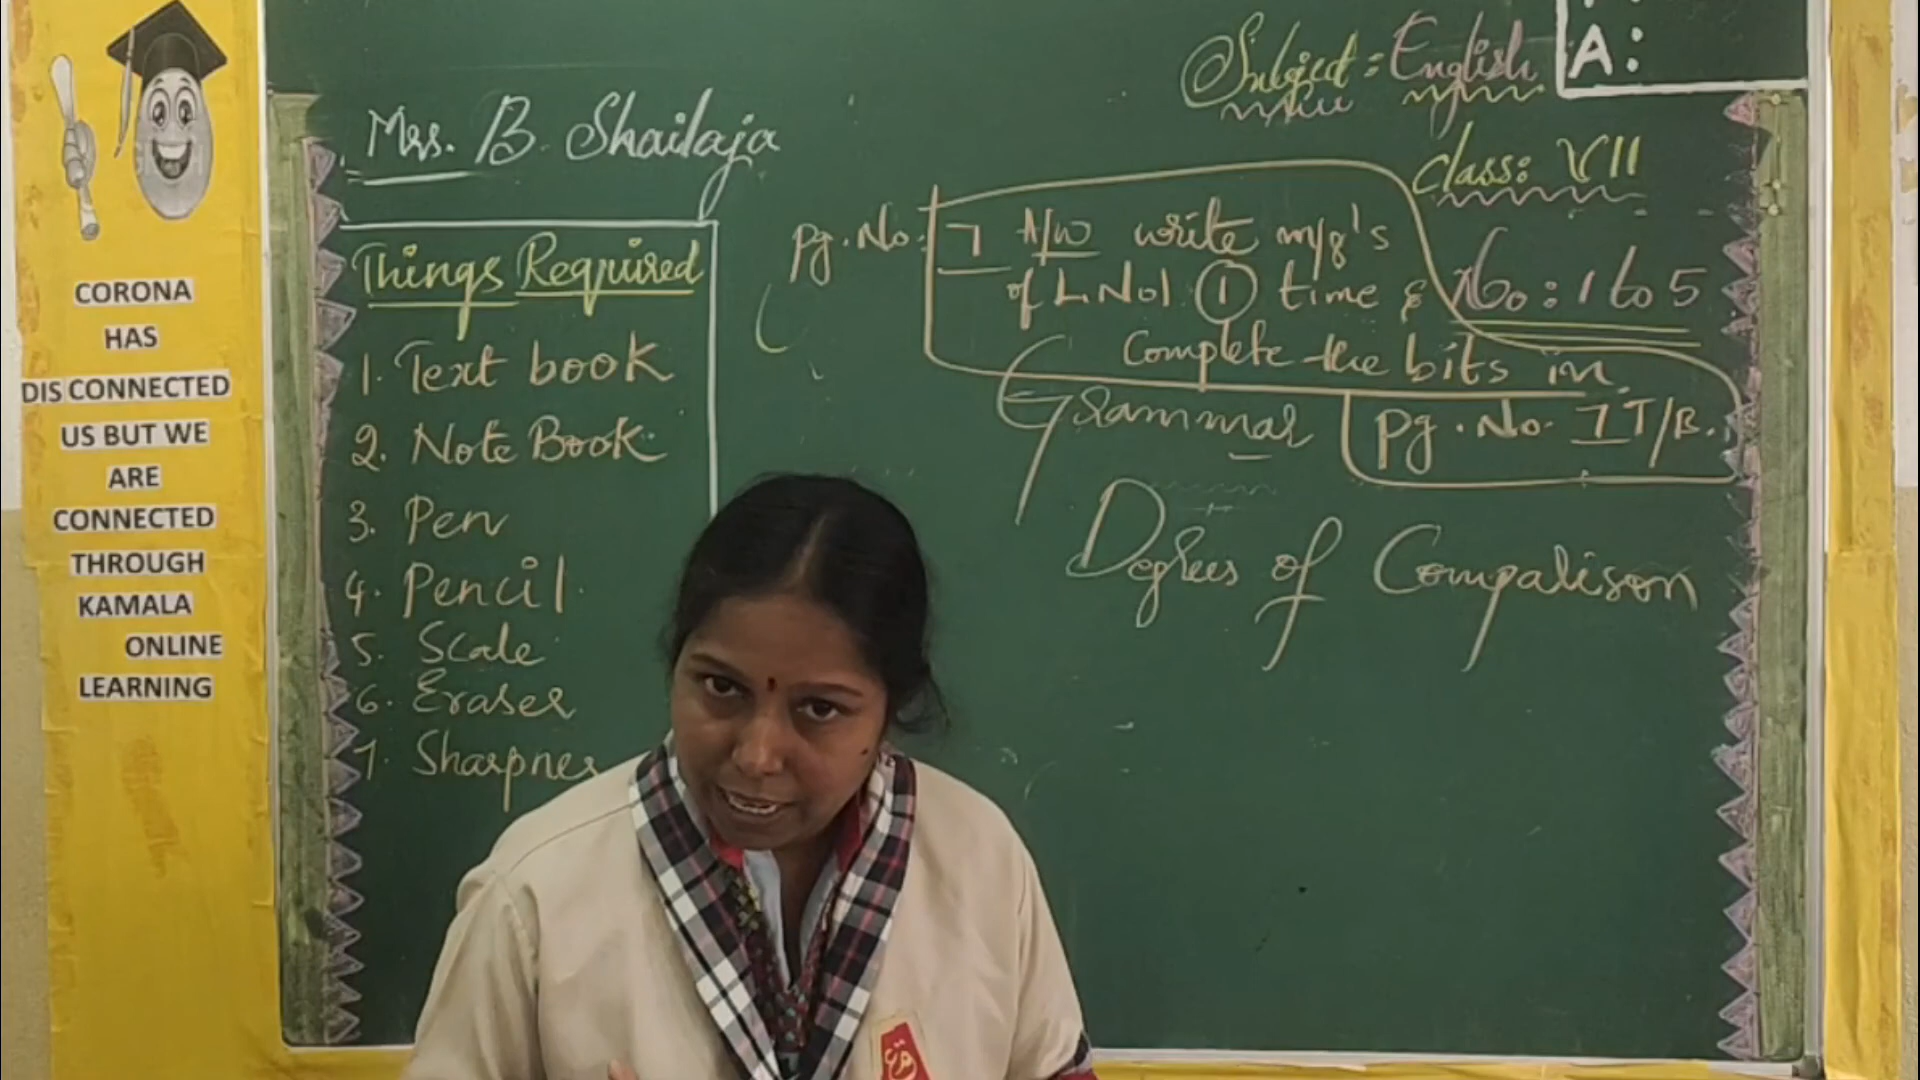 CORONA
HAS
DIS CONNECTED
US BUT WE
ARE
CONNECTED
THROUGH
KAMALA
ONLINE
LEARNING
Mrs. B. Shailaja
Things Required
1. Text book
2. Note Book
3. Pen
4. Pencil
5. Scale
6. Eraser
7. Sharpner
Subject: English
A:
Class: VII
Pg. No: 7 H/W write m/g's
of L.No1 1 time &
No: 1 to 5
Complete the bits in
Grammar Pg. No. 7 T/B.
Degrees of Comparison